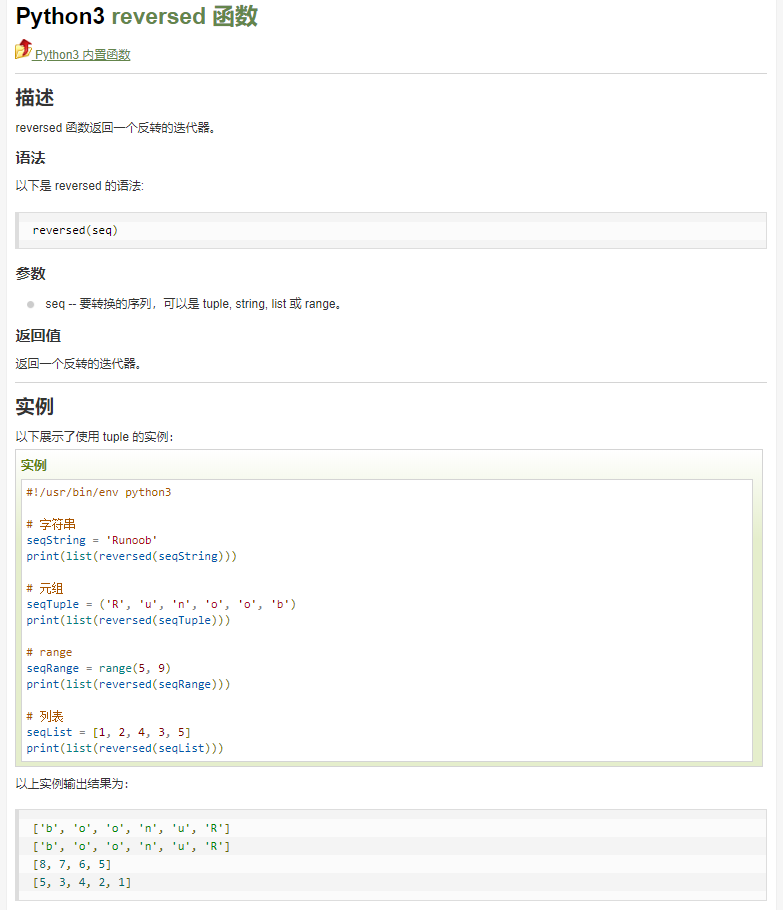 Python3 reversed 函数
Python3 内置函数
描述
reversed 函数返回一个反转的迭代器。
语法
以下是 reversed 的语法:
reversed(seq)
参数
seq -- 要转换的序列，可以是 tuple, string, list 或 range。
返回值
返回一个反转的迭代器。
实例
以下展示了使用 tuple 的实例：
实例
#!/usr/bin/env python3
# 字符串
seqString = 'Runoob'
print(list(reversed(seqString)))
# 元组
seqTuple = ('R', 'u', 'n', 'o', 'o', 'b')
print(list(reversed(seqTuple)))
# range
seqRange = range(5, 9)
print(list(reversed(seqRange)))
# 列表
seqList = [1, 2, 4, 3, 5]
print(list(reversed(seqList)))
以上实例输出结果为：
['b', 'o', 'o', 'n', 'u', 'R']
['b', 'o', 'o', 'n', 'u', 'R']
[8, 7, 6, 5]
[5, 3, 4, 2, 1]